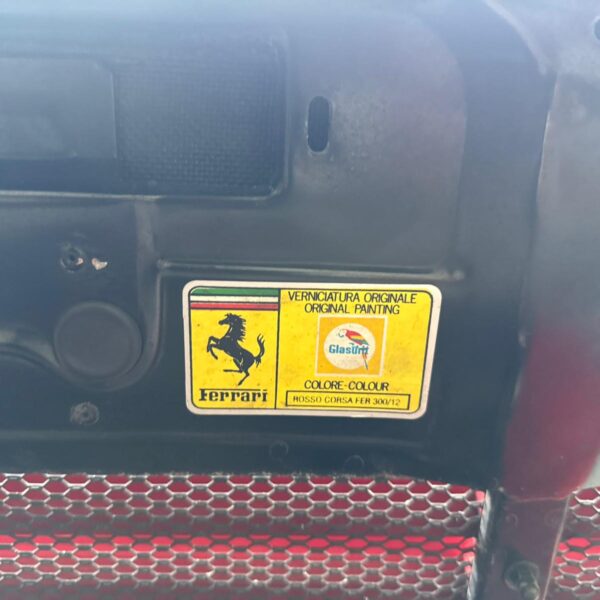 VERNICIATURA ORIGINALE
ORIGINAL PAINTING
Glasurit
COLORE-COLOUR
Ferrari
ROSSO CORSA FER 300/12